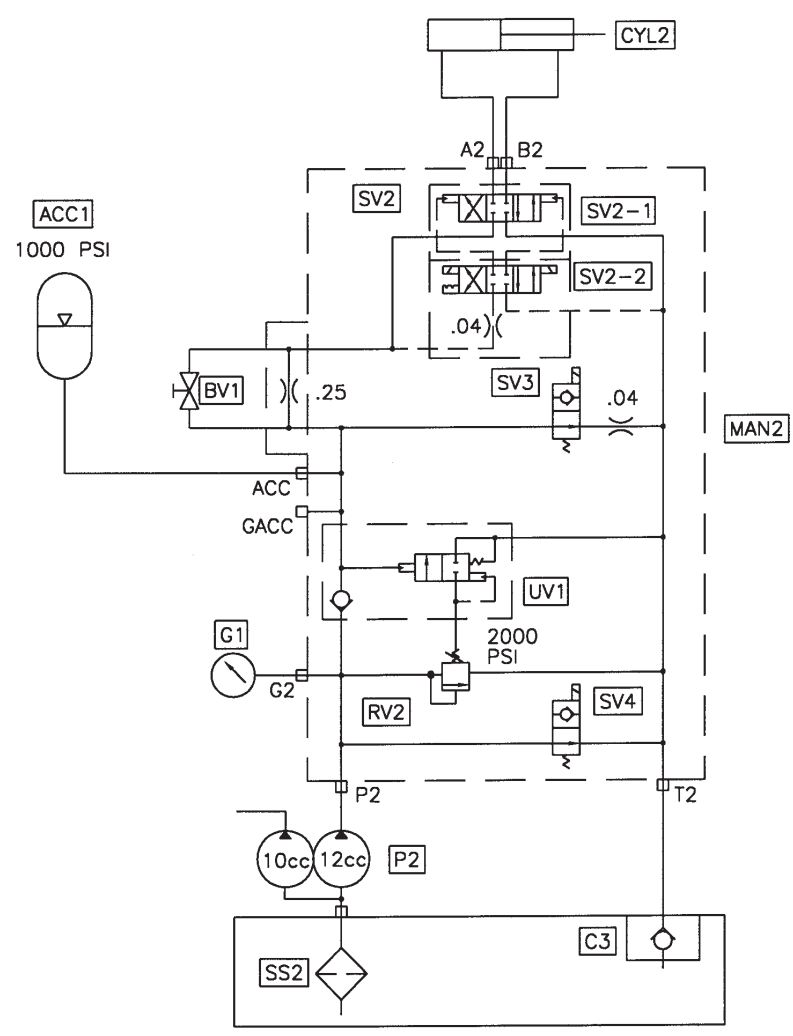 CYL2
A2 B2
SV2
SV2-1
ACC1
1000 PSI
SV2-2
.04
SV3
BV1
.25
.04
MAN2
ACC
GACC
UV1
G1
2000
PSI
G2
RV2
SV4
P2
T2
10cc 12cc
P2
C3
SS2